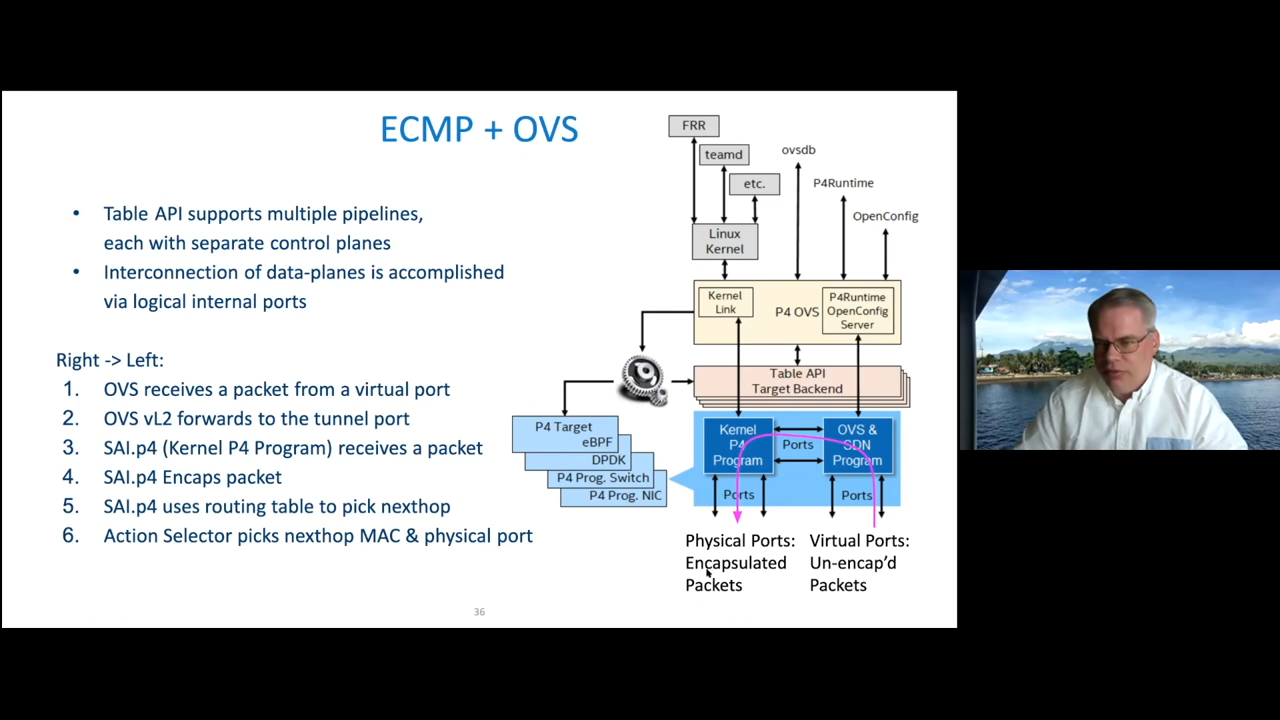 ECMP + OVS
• Table API supports multiple pipelines,
each with separate control planes
• Interconnection of data-planes is accomplished
via logical internal ports
Right -> Left:
1. OVS receives a packet from a virtual port
2. OVS vL2 forwards to the tunnel port
3. SAI.p4 (Kernel P4 Program) receives a packet
4. SAI.p4 Encaps packet
5. SAI.p4 uses routing table to pick nexthop
6. Action Selector picks nexthop MAC & physical port
FRR
teamd
etc.
ovsdb
P4Runtime
OpenConfig
Linux
Kernel
Kernel
Link
P4 OVS
P4Runtime
OpenConfig
Server
Table API
Target Backend
P4 Target
eBPF
DPDK
P4 Prog. Switch
P4 Prog. NIC
Kernel
P4
Program
Ports
OVS &
SDN
Program
Ports
Ports
Physical Ports:
Encapsulated
Packets
Virtual Ports:
Un-encap'd
Packets
36